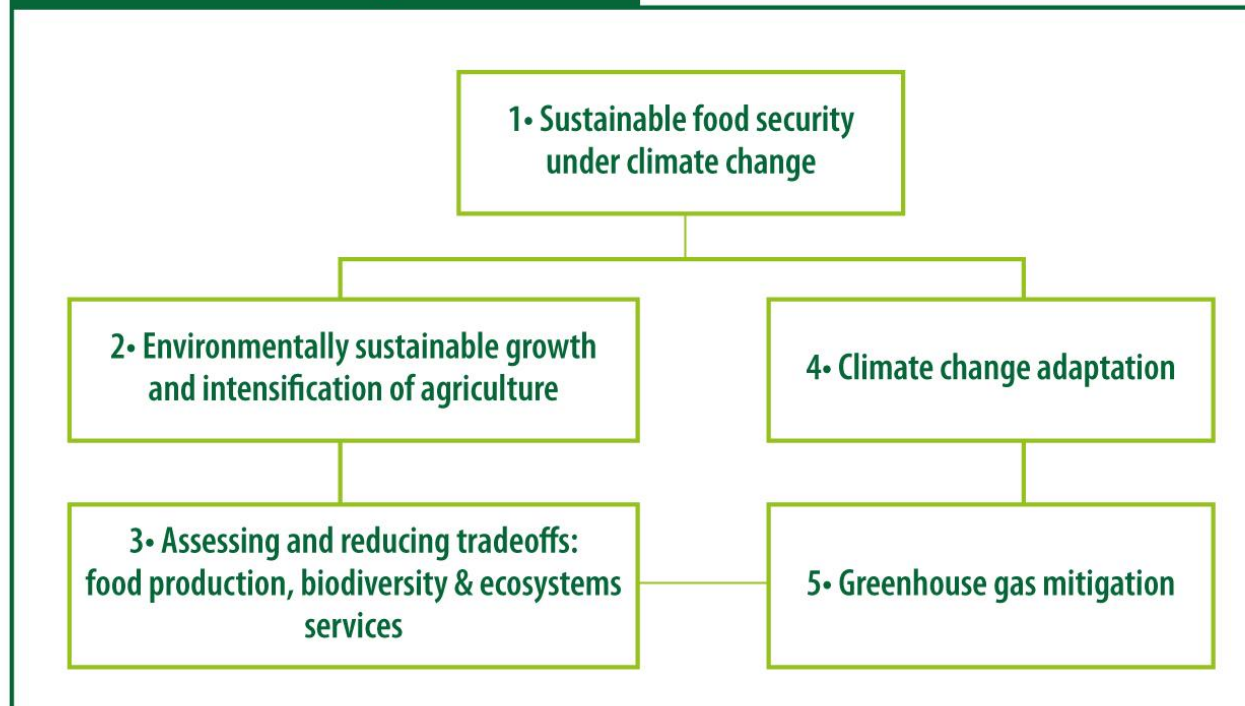 1• Sustainable food security
under climate change
2• Environmentally sustainable growth
and intensification of agriculture
4• Climate change adaptation
3• Assessing and reducing tradeoffs:
food production, biodiversity & ecosystems
services
5• Greenhouse gas mitigation